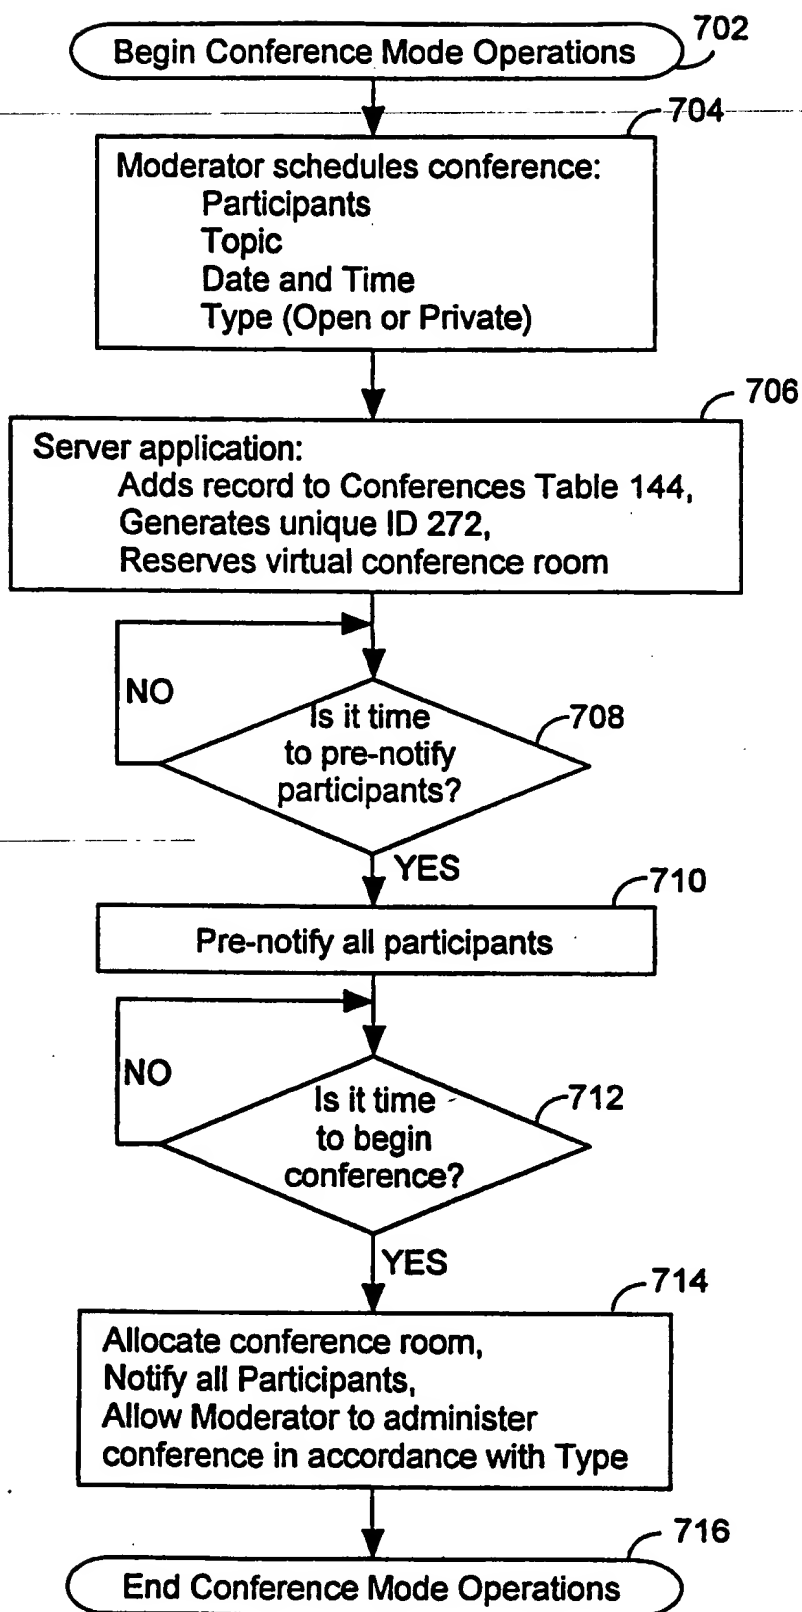 Begin Conference Mode Operations
702
704
Moderator schedules conference:
Participants
Topic
Date and Time
Type (Open or Private)
706
Server application:
Adds record to Conferences Table 144,
Generates unique ID 272,
Reserves virtual conference room
NO
Is it time
to pre-notify
participants?
708
YES
710
Pre-notify all participants
NO
Is it time
to begin
conference?
712
YES
714
Allocate conference room,
Notify all Participants,
Allow Moderator to administer
conference in accordance with Type
716
End Conference Mode Operations